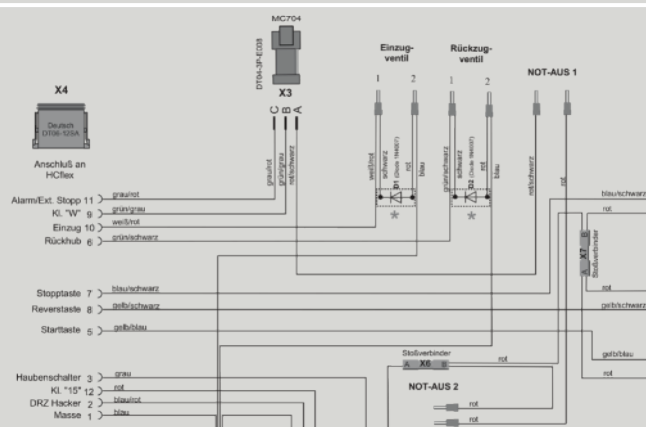 MC704
DT04-3P-E008
X3
C B A
X4
Deutsch
DT06-12SA
Anschluß an
HCflex
Einzug-
ventil
Rückzug-
ventil
NOT-AUS 1
1 2 1 2
grau/rot
grün/grau
rot/schwarz
weiß/rot
schwarz
D1 (Diode 1N4007)
rot
blau
grün/schwarz
schwarz
D2 (Diode 1N4007)
rot
blau
rot/schwarz
rot
* *
Alarm/Ext. Stopp 11 grau/rot
Kl. "W" 9 grün/grau
Einzug 10 weiß/rot
Rückhub 6 grün/schwarz
blau/schwarz
rot
B X7 A
Stoßverbinder
rot
Stopptaste 7 blau/schwarz
Reverstaste 8 gelb/schwarz
gelb/schwarz
Starttaste 5 gelb/blau
gelb/blau
Stoßverbinder
A X6 B
rot
rot
NOT-AUS 2
rot
rot
Haubenschalter 3 grau
Kl. "15" 12 rot
DRZ Hacker 2 blau/rot
Masse 1 blau